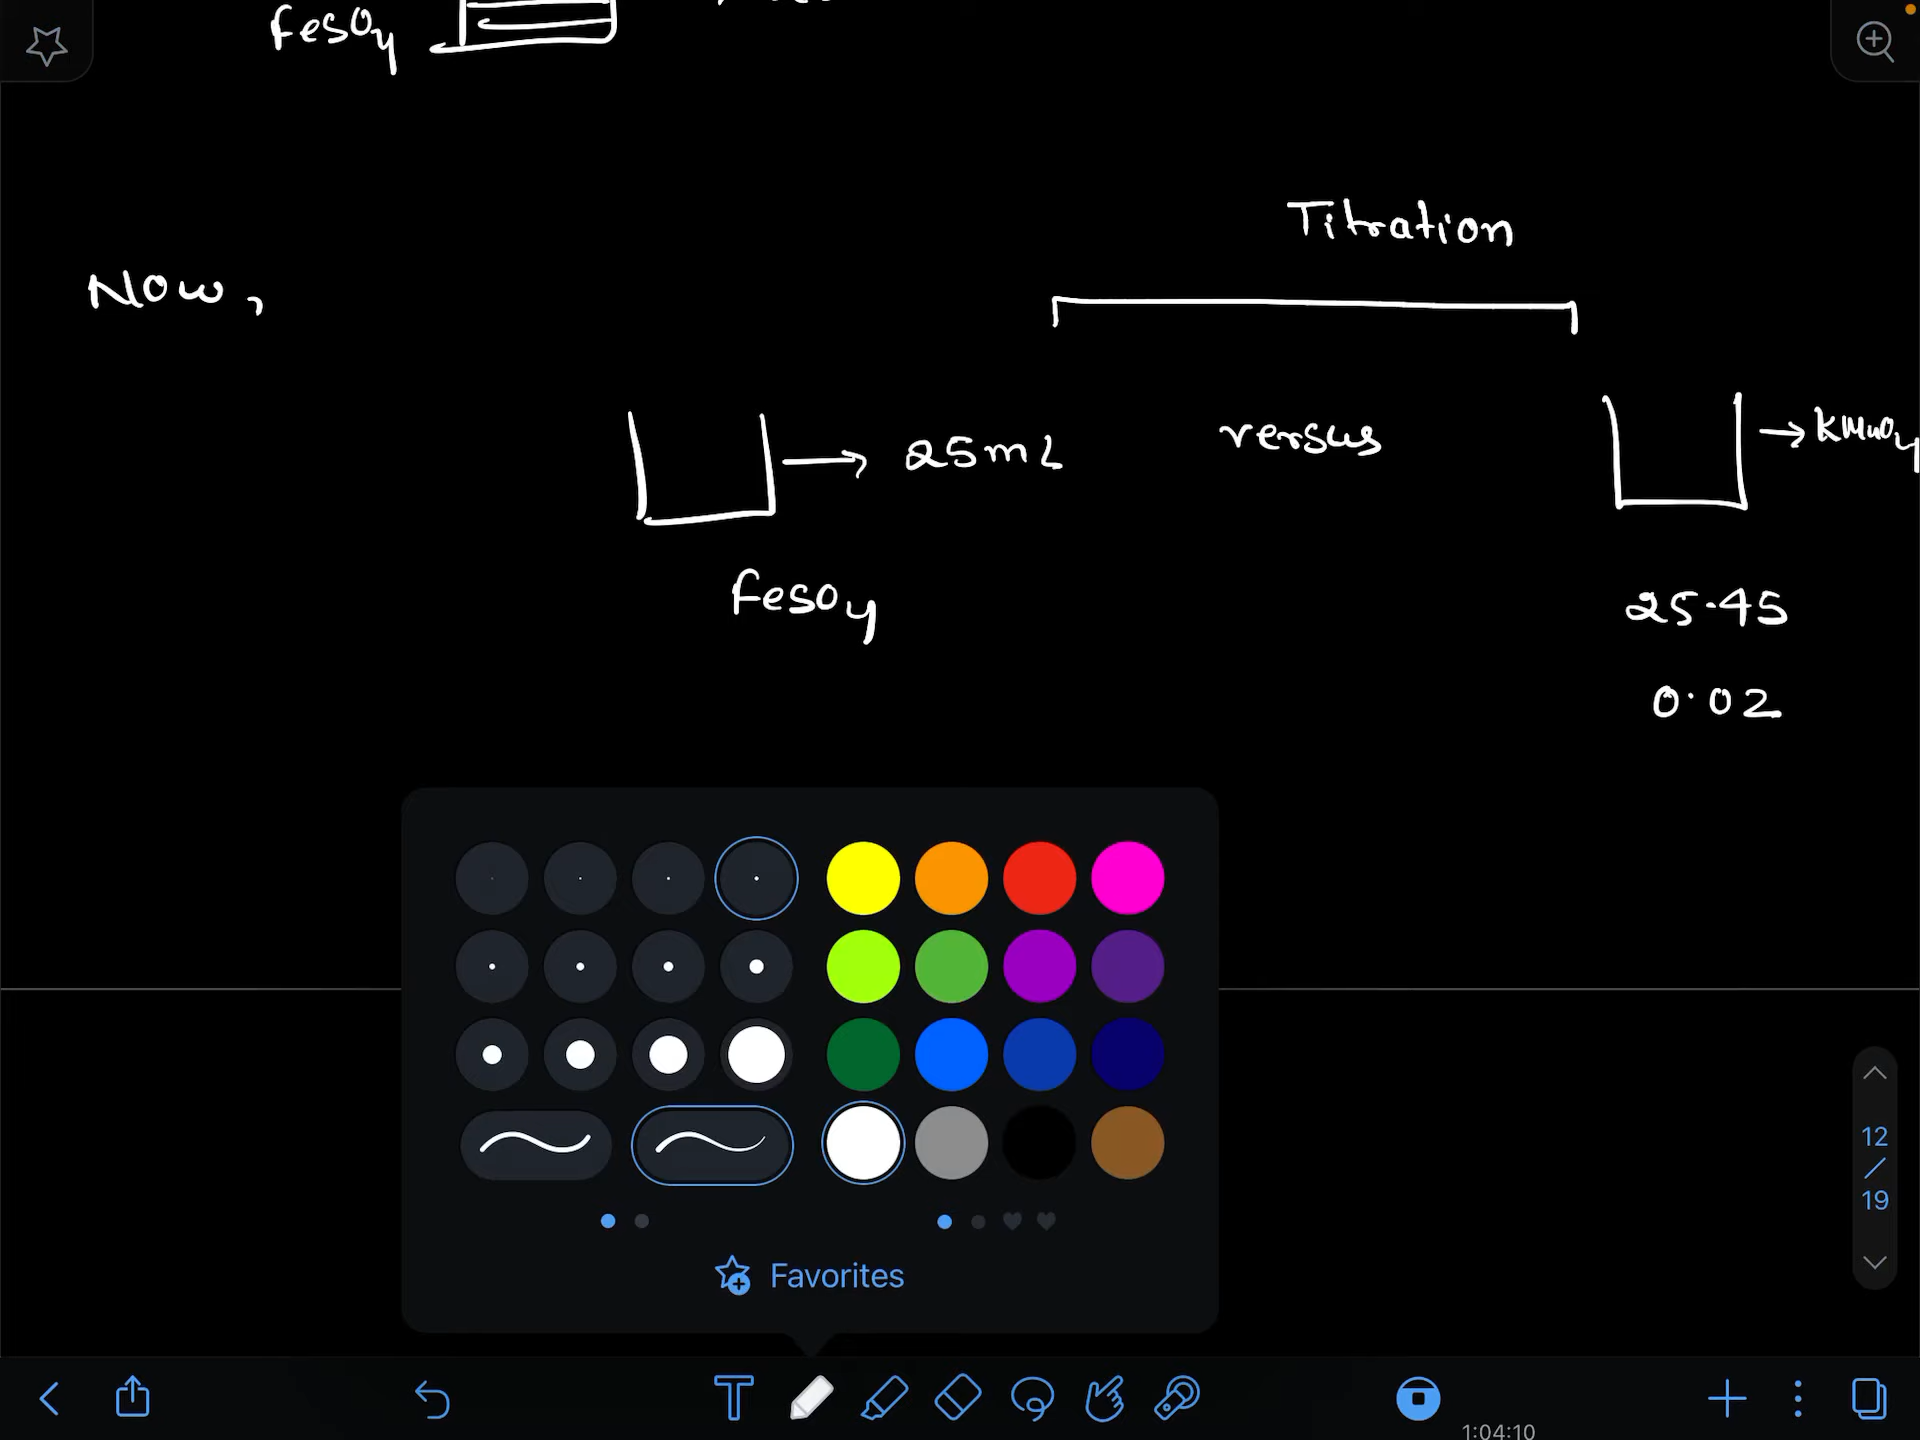 FeSO4
Titration
Now,
25mL versus → KMnO4
FeSO4
25.45
0.02
12
/
19
Favorites
T
1:04:10